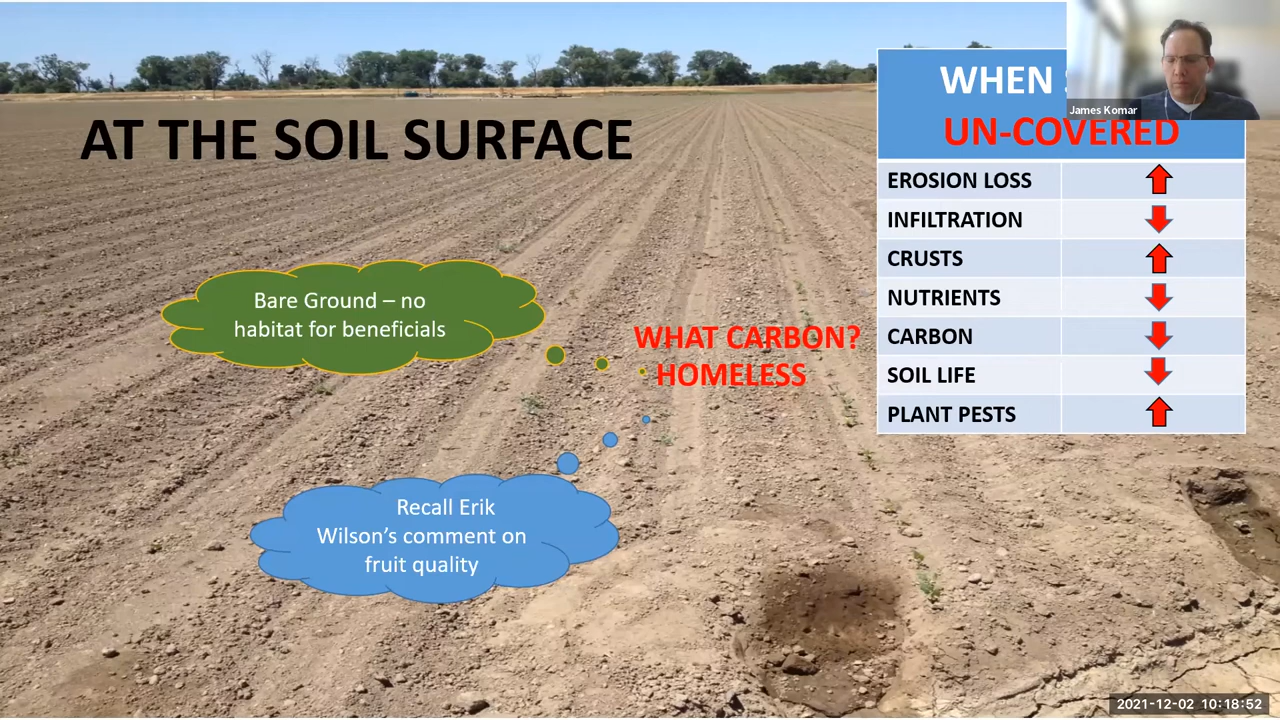 AT THE SOIL SURFACE
WHEN
UN-COVERED
James Komar
EROSION LOSS
INFILTRATION
CRUSTS
NUTRIENTS
CARBON
SOIL LIFE
PLANT PESTS
Bare Ground – no
habitat for beneficials
WHAT CARBON?
HOMELESS
Recall Erik
Wilson's comment on
fruit quality
2021-12-02 10:18:52